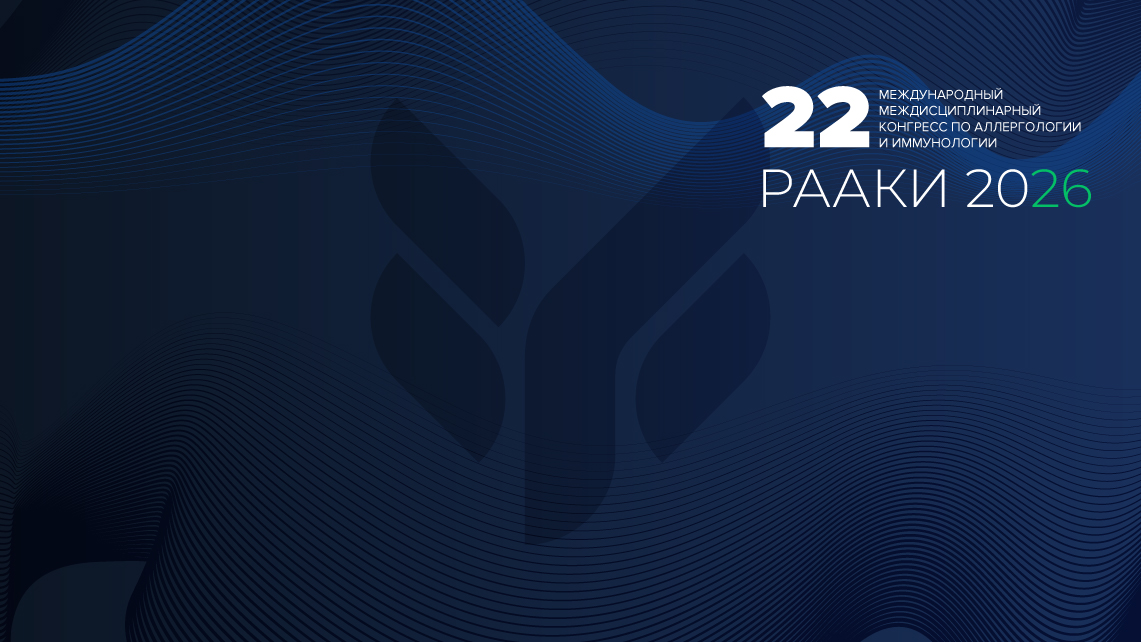 22
МЕЖДУНАРОДНЫЙ
МЕЖДИСЦИПЛИНАРНЫЙ
КОНГРЕСС ПО АЛЛЕРГОЛОГИИ
И ИММУНОЛОГИИ
РААКИ 2026